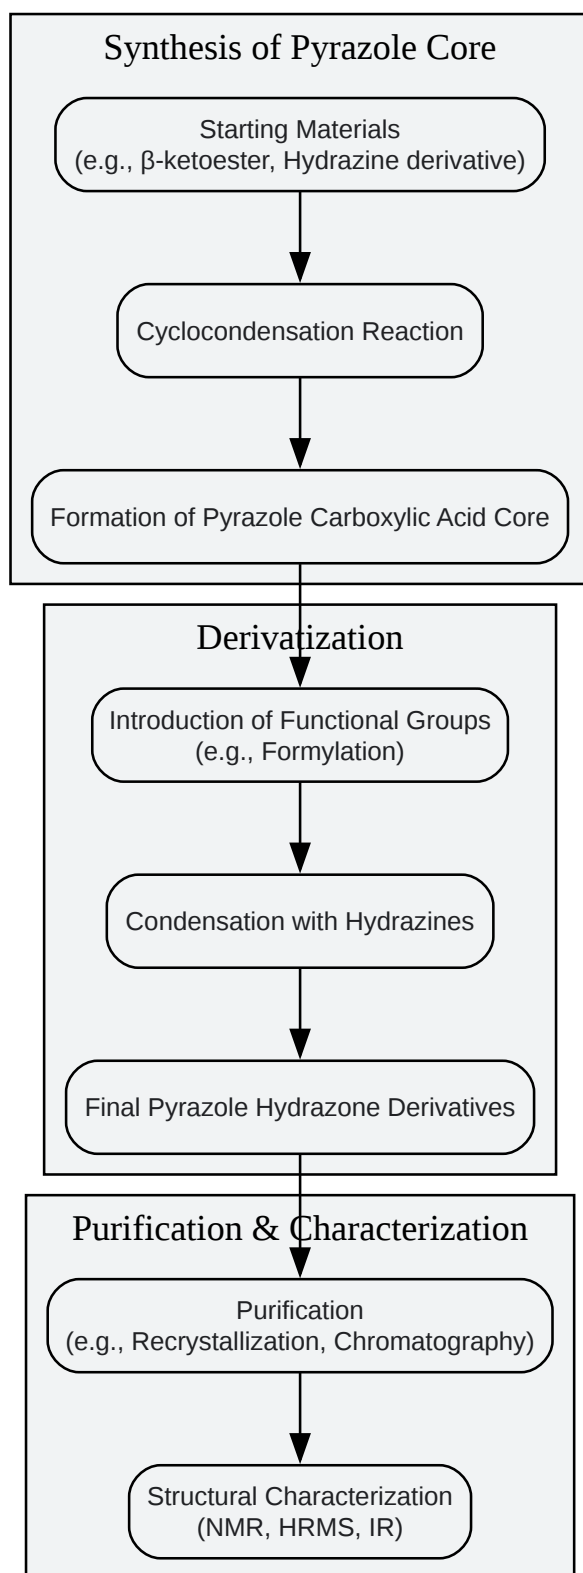 Synthesis of Pyrazole Core
Starting Materials
(e.g., β-ketoester, Hydrazine derivative)
Cyclocondensation Reaction
Formation of Pyrazole Carboxylic Acid Core
Derivatization
Introduction of Functional Groups
(e.g., Formylation)
Condensation with Hydrazines
Final Pyrazole Hydrazone Derivatives
Purification & Characterization
Purification
(e.g., Recrystallization, Chromatography)
Structural Characterization
(NMR, HRMS, IR)